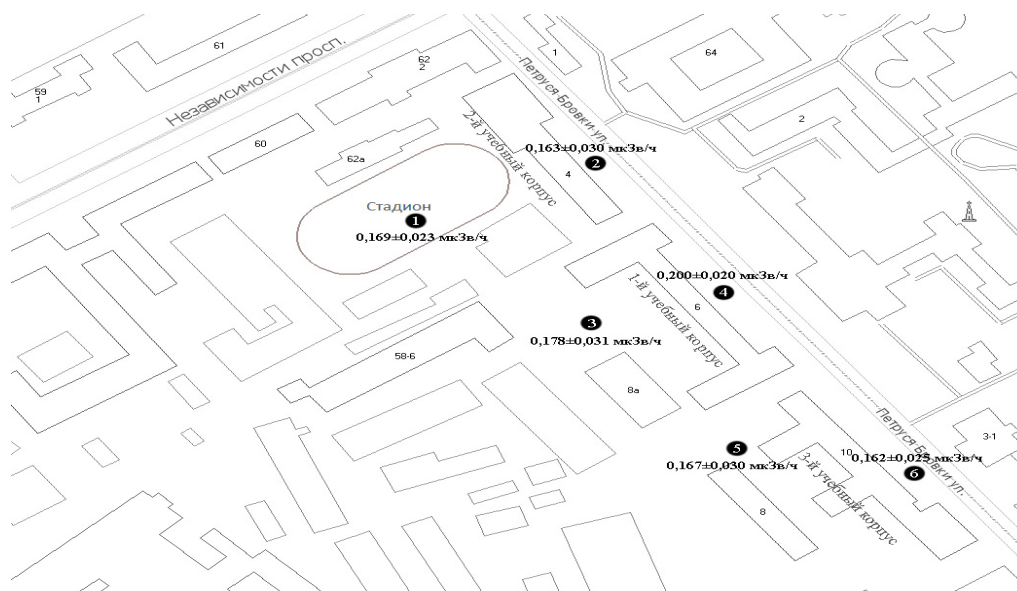 61
Независимости просп.
62
2
1
64
59
1
Петруся Бровки ул.
2-й учебный корпус
2
60
62а
0,163±0,030 мкЗв/ч
2
4
Стадион
1
0,169±0,023 мкЗв/ч
0,200±0,020 мкЗв/ч
4
6
1-й учебный корпус
3
0,178±0,031 мкЗв/ч
58-6
8а
Петруся Бровки ул.
3-1
5
0,167±0,030 мкЗв/ч
10
0,162±0,025 мкЗв/ч
6
3-й учебный корпус
8